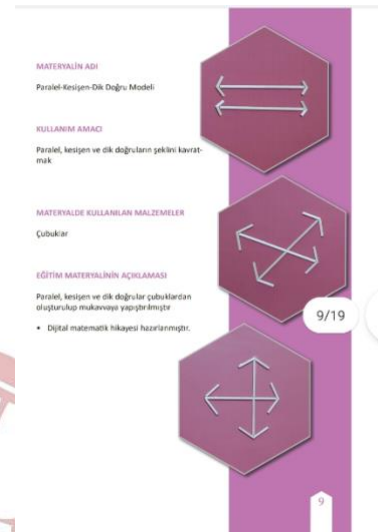 MATERYALİN ADI
Paralel-Kesişen-Dik Doğru Modeli
KULLANIM AMACI
Paralel, kesişen ve dik doğruların şeklini kavrat-
mak
MATERYALDE KULLANILAN MALZEMELER
Çubuklar
EĞİTİM MATERYALİNİN AÇIKLAMASI
Paralel, kesişen ve dik doğrular çubuklardan
oluşturulup mukavvaya yapıştırılmıştır
• Dijital matematik hikayesi hazırlanmıştır.
9/19
9